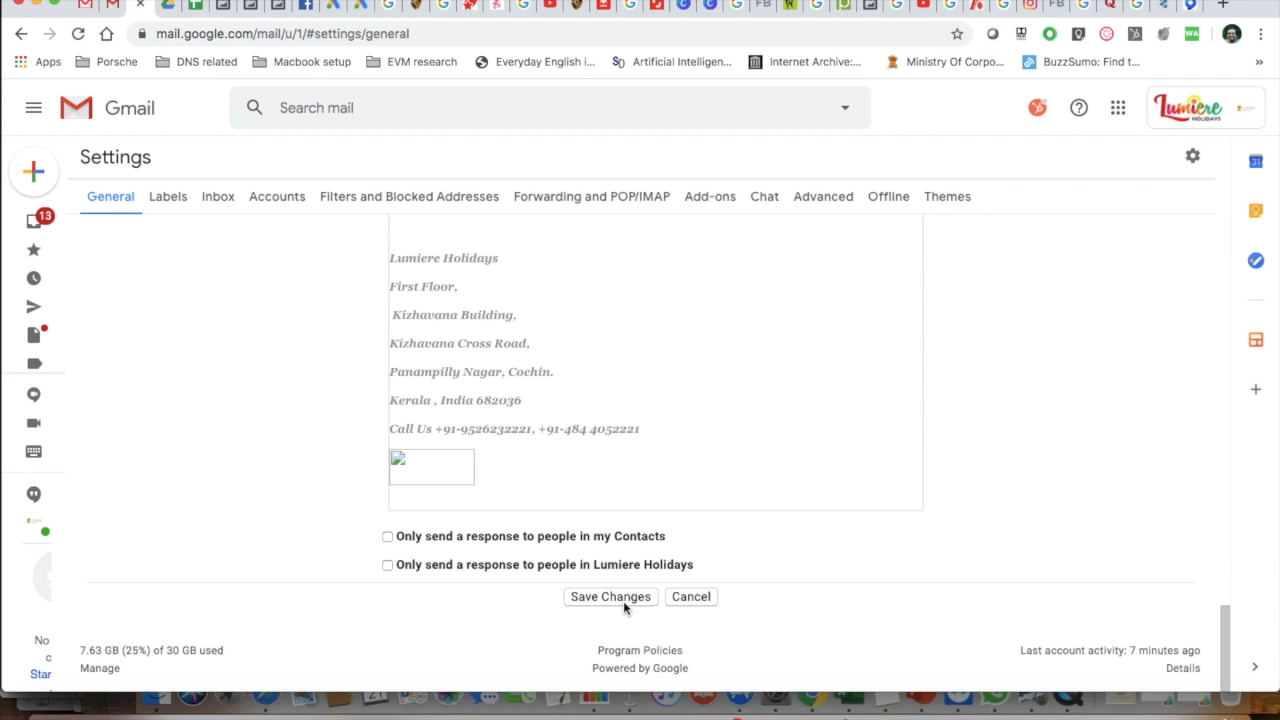 mail.google.com/mail/u/1/#settings/general
WA
Apps Porsche DNS related Macbook setup EVM research Everyday English i... Artificial Intelligen... Internet Archive:... Ministry Of Corpo... BuzzSumo: Find t... »
Gmail
Search mail
Lumiere
HOLIDAYS
Settings
General Labels Inbox Accounts Filters and Blocked Addresses Forwarding and POP/IMAP Add-ons Chat Advanced Offline Themes
13
Lumiere Holidays
First Floor,
Kizhavana Building,
Kizhavana Cross Road,
Panampilly Nagar, Cochin.
Kerala , India 682036
Call Us +91-9526232221, +91-484 4052221
Only send a response to people in my Contacts
Only send a response to people in Lumiere Holidays
Save Changes Cancel
No
c
Star
7.63 GB (25%) of 30 GB used
Manage
Program Policies
Powered by Google
Last account activity: 7 minutes ago
Details